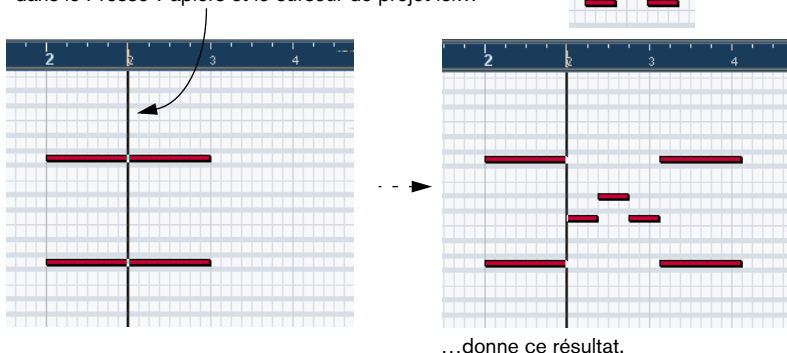 dans le Presse-Papiers et le curseur de projet ici…
2 2 3 4
2 2 3 4
…donne ce résultat.